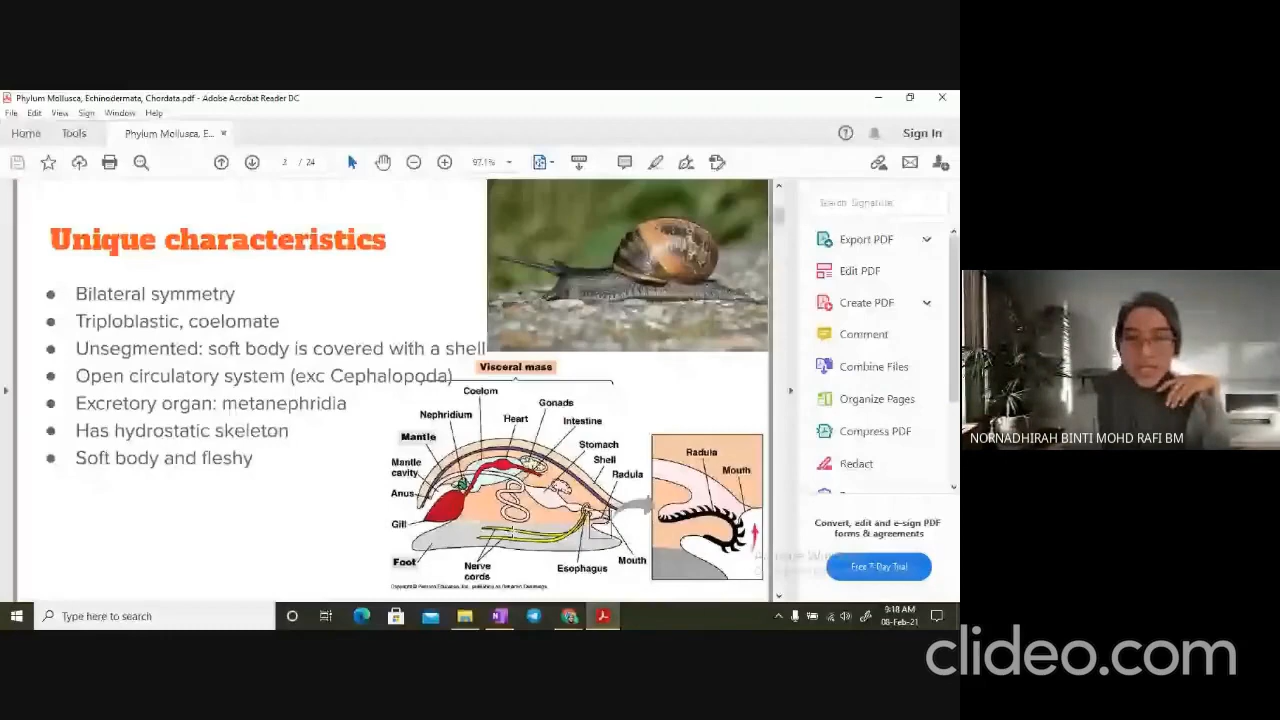 Phylum Mollusca, Echinodermata, Chordata.pdf - Adobe Acrobat Reader DC
File Edit View Sign Window Help
Home Tools Phylum Mollusca, E... × Sign In
2 / 24 97.1%
Unique characteristics
Bilateral symmetry
Triploblastic, coelomate
Unsegmented: soft body is covered with a shell
Open circulatory system (exc Cephalopoda)
Excretory organ: metanephridia
Has hydrostatic skeleton
Soft body and fleshy
Visceral mass
Coelom
Gonads
Nephridium
Heart
Intestine
Mantle
Stomach
Mantle
cavity
Shell
Radula
Anus
Gill
Foot
Nerve
cords
Esophagus
Mouth
Radula
Mouth
Export PDF
Edit PDF
Create PDF
Comment
Combine Files
Organize Pages
Compress PDF
Redact
Convert, edit and e-sign PDF
forms & agreements
Free 7-Day Trial
Type here to search
9:18 AM
08-Feb-21
NORNADHIRAH BINTI MOHD RAFI BM
clideo.com